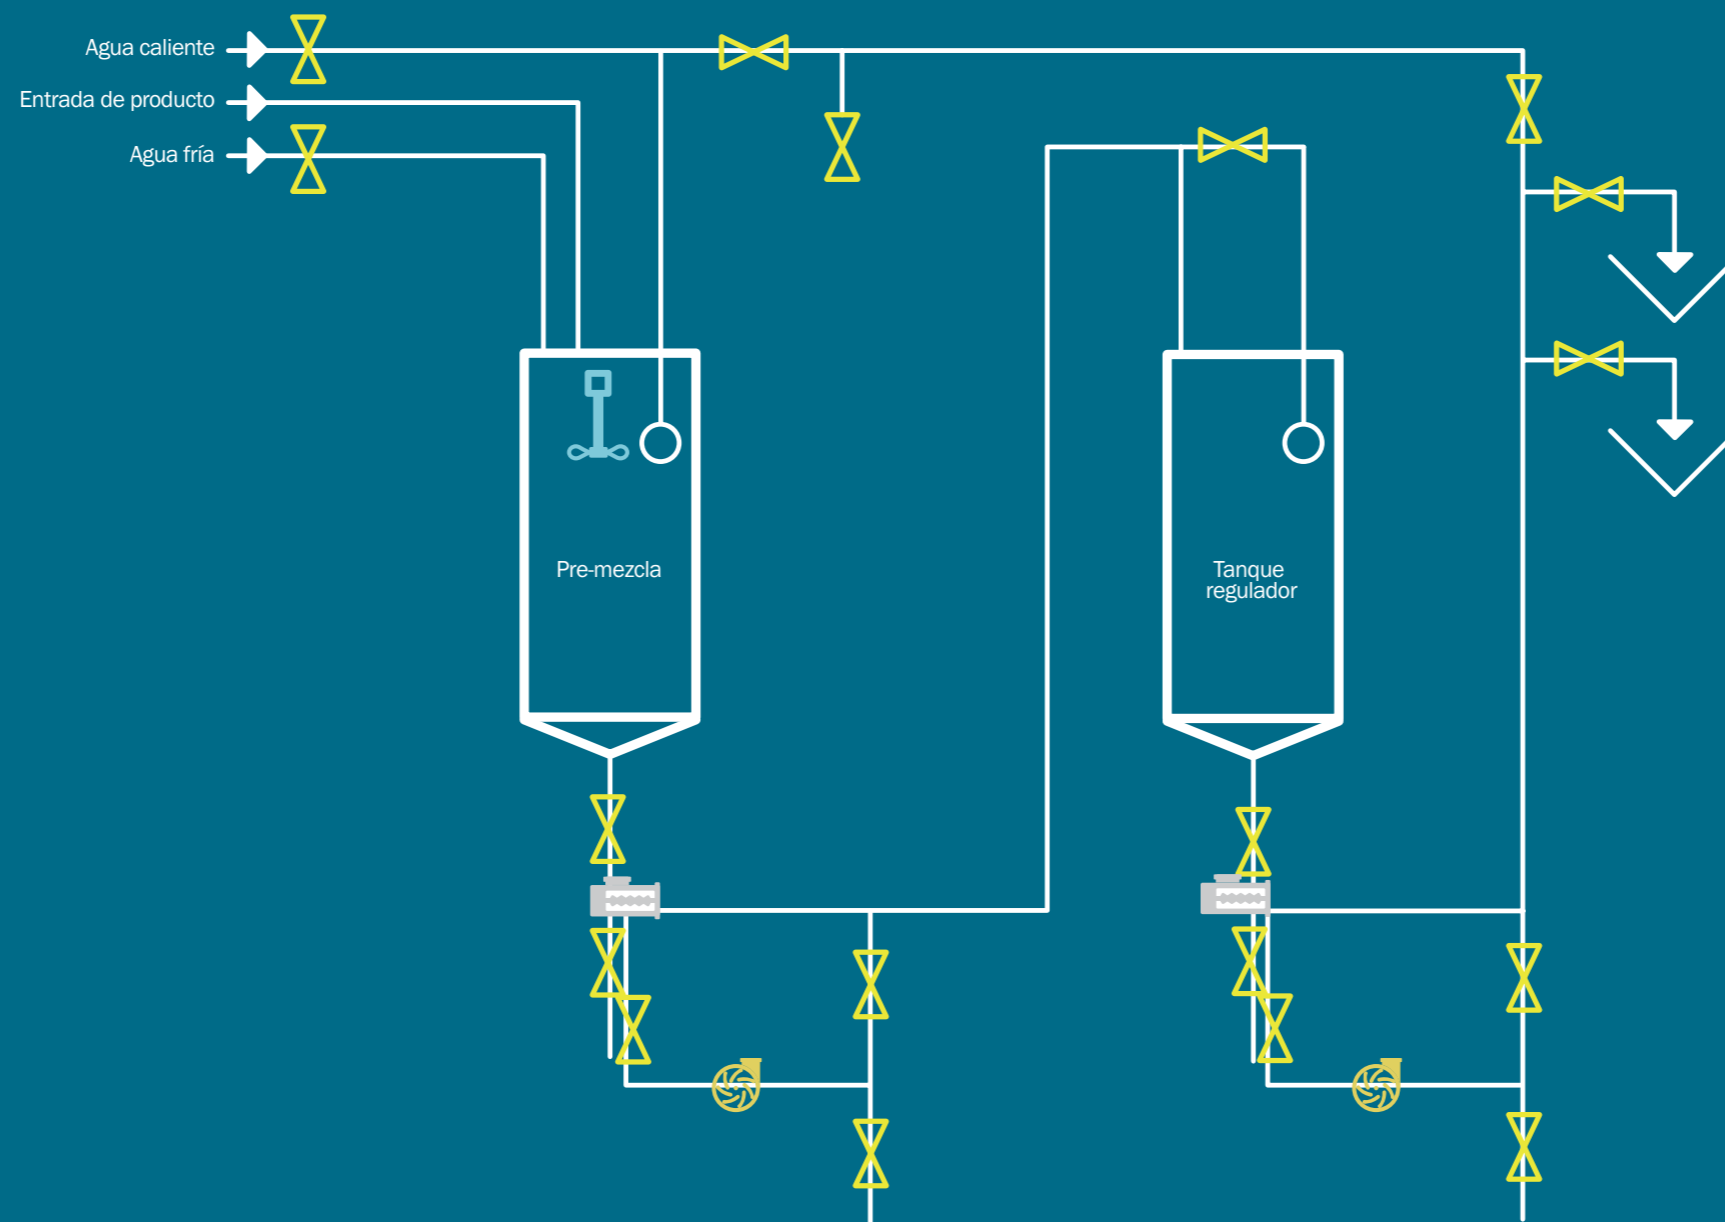 Agua caliente
Entrada de producto
Agua fría
Pre-mezcla
Tanque
regulador